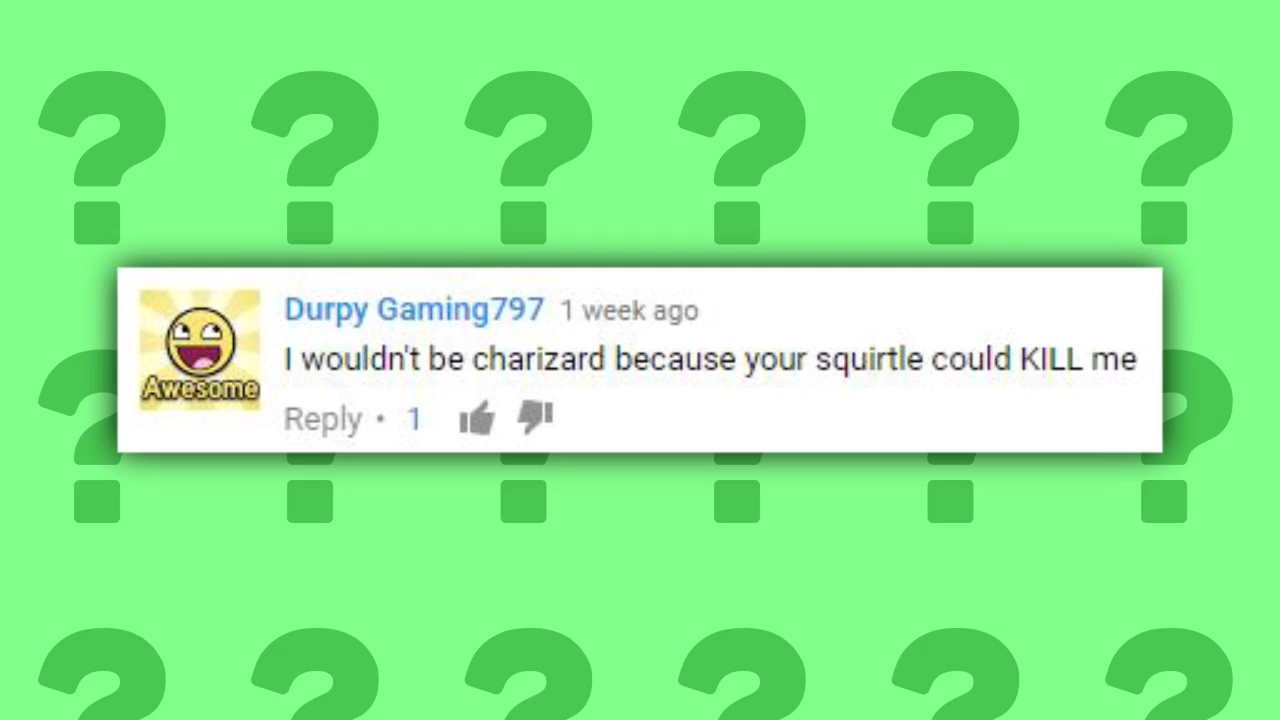 Durpy Gaming797 1 week ago
I wouldn't be charizard because your squirtle could KILL me
Awesome
Reply • 1